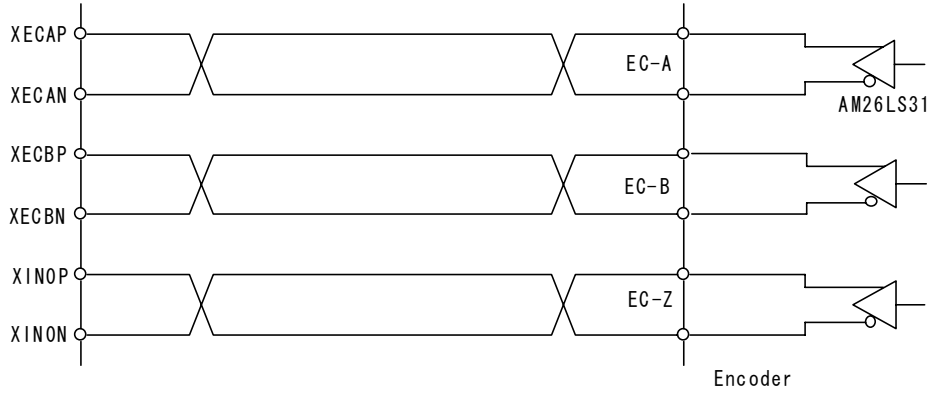 XECAP
EC-A
XECAN
AM26LS31
XECBP
EC-B
XECBN
XINOP
EC-Z
XINON
Encoder